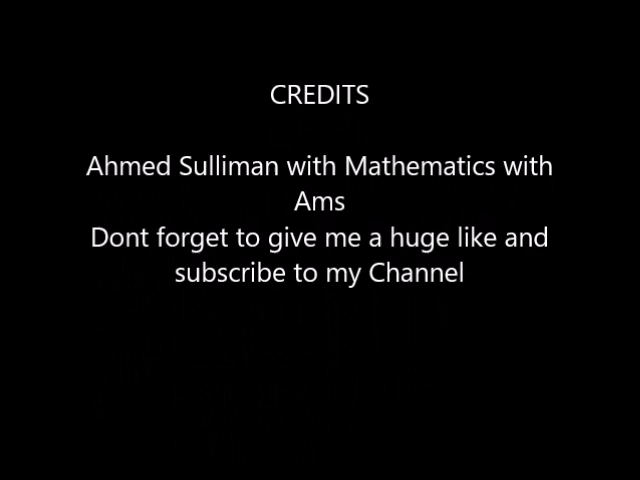 CREDITS
Ahmed Sulliman with Mathematics with
Ams
Dont forget to give me a huge like and
subscribe to my Channel